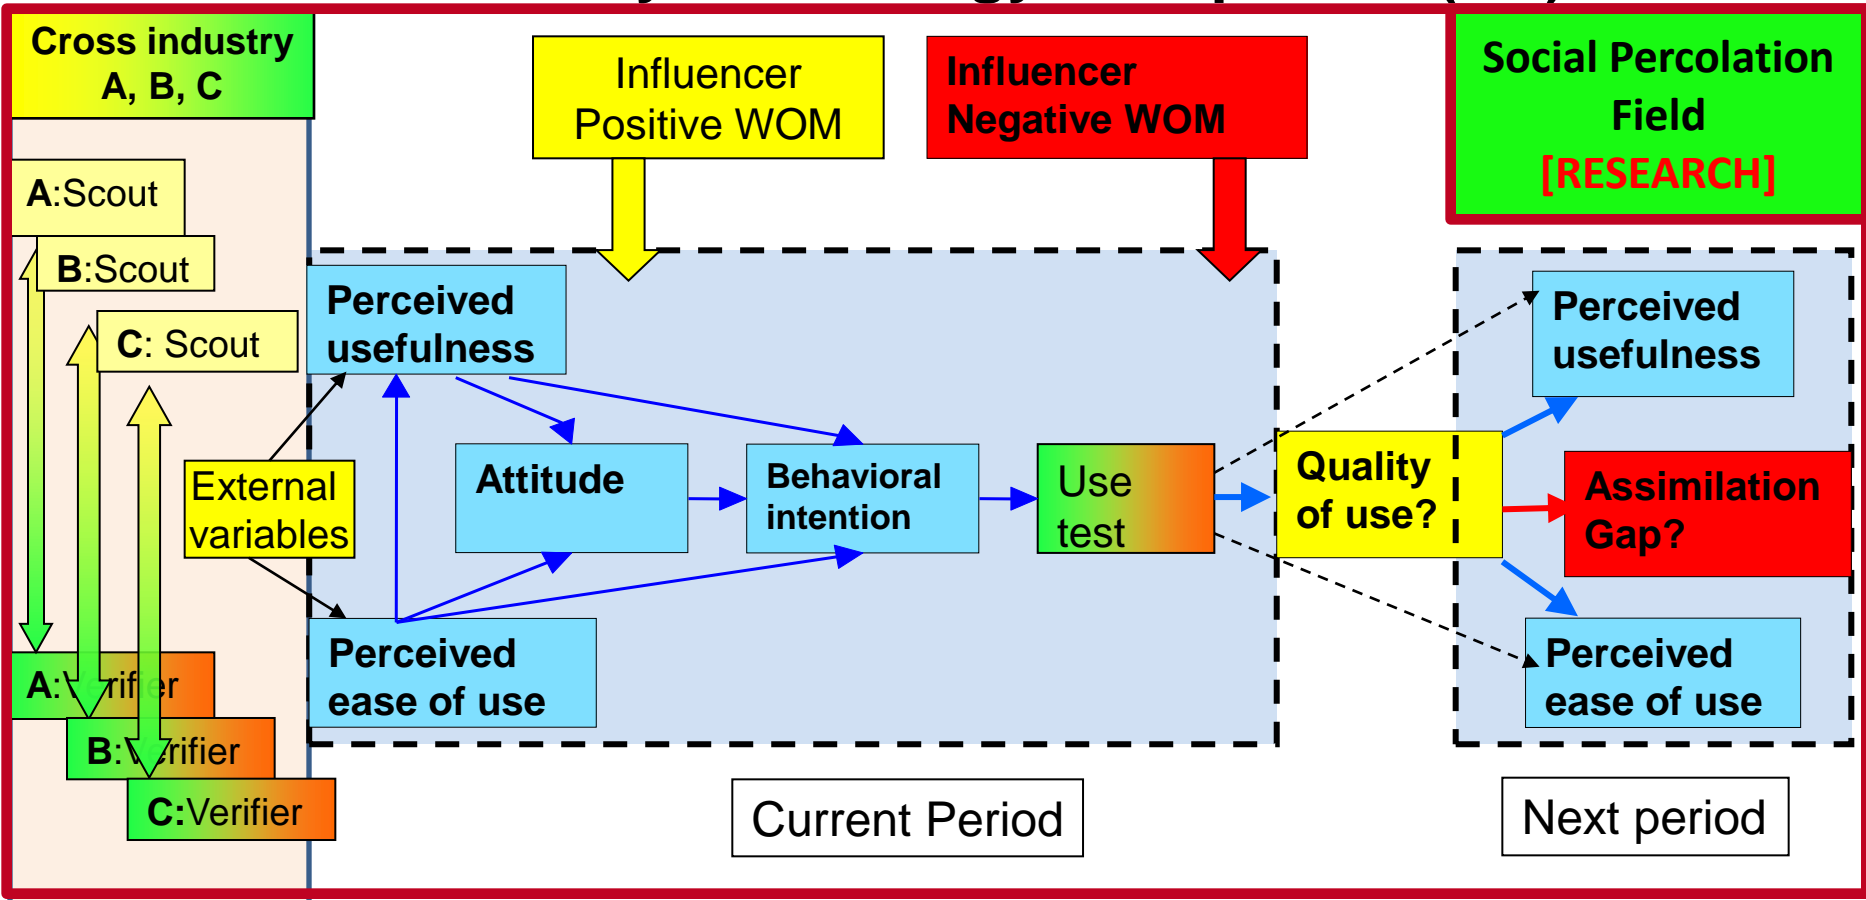 Cross industry
A, B, C
Influencer
Positive WOM
Influencer
Negative WOM
Social Percolation
Field
[RESEARCH]
A:Scout
B:Scout
C: Scout
Perceived
usefulness
Perceived
usefulness
External
variables
Attitude
Behavioral
intention
Use
test
Quality
of use?
Assimilation
Gap?
Perceived
ease of use
Perceived
ease of use
A:Verifier
B:Verifier
C:Verifier
Current Period
Next period